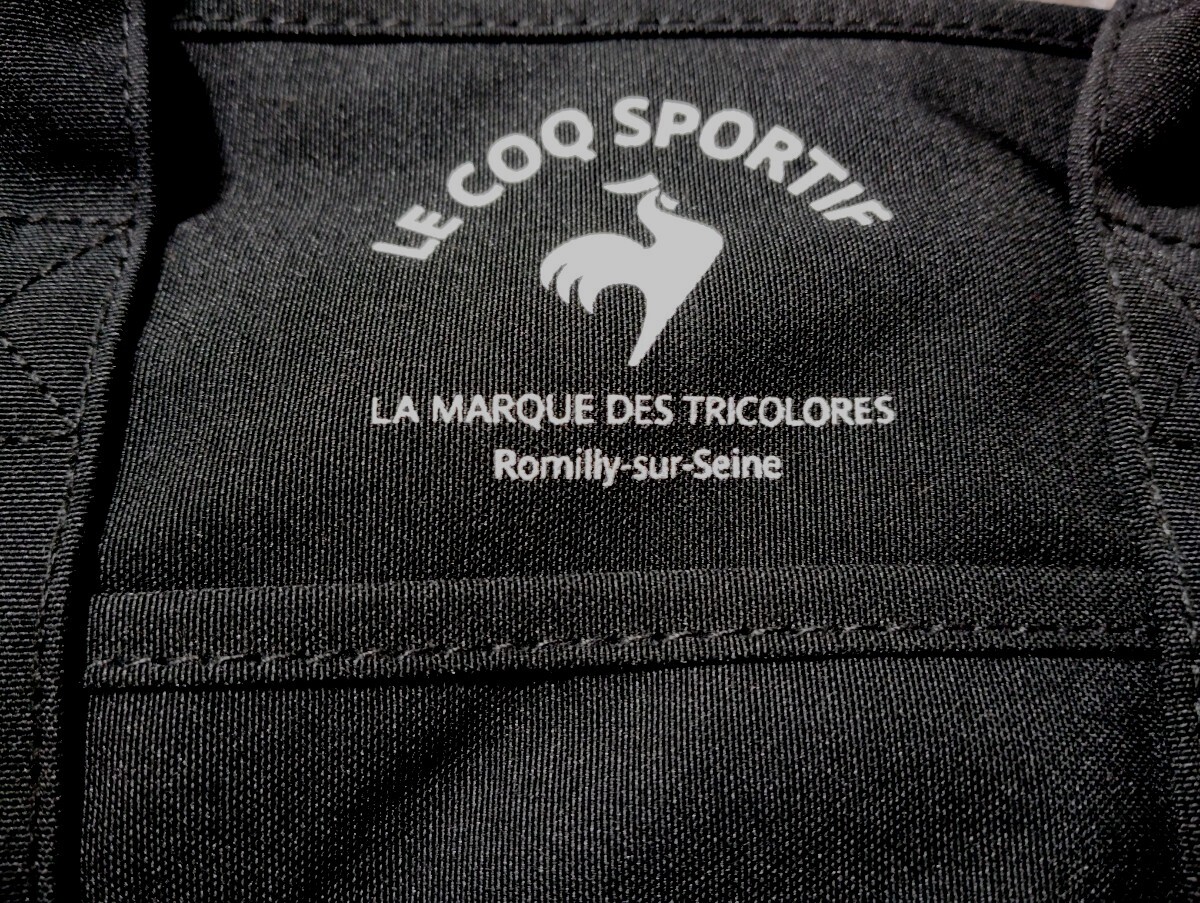 LE COQ SPORTIF
LA MARQUE DES TRICOLORES
Romilly-sur-Seine